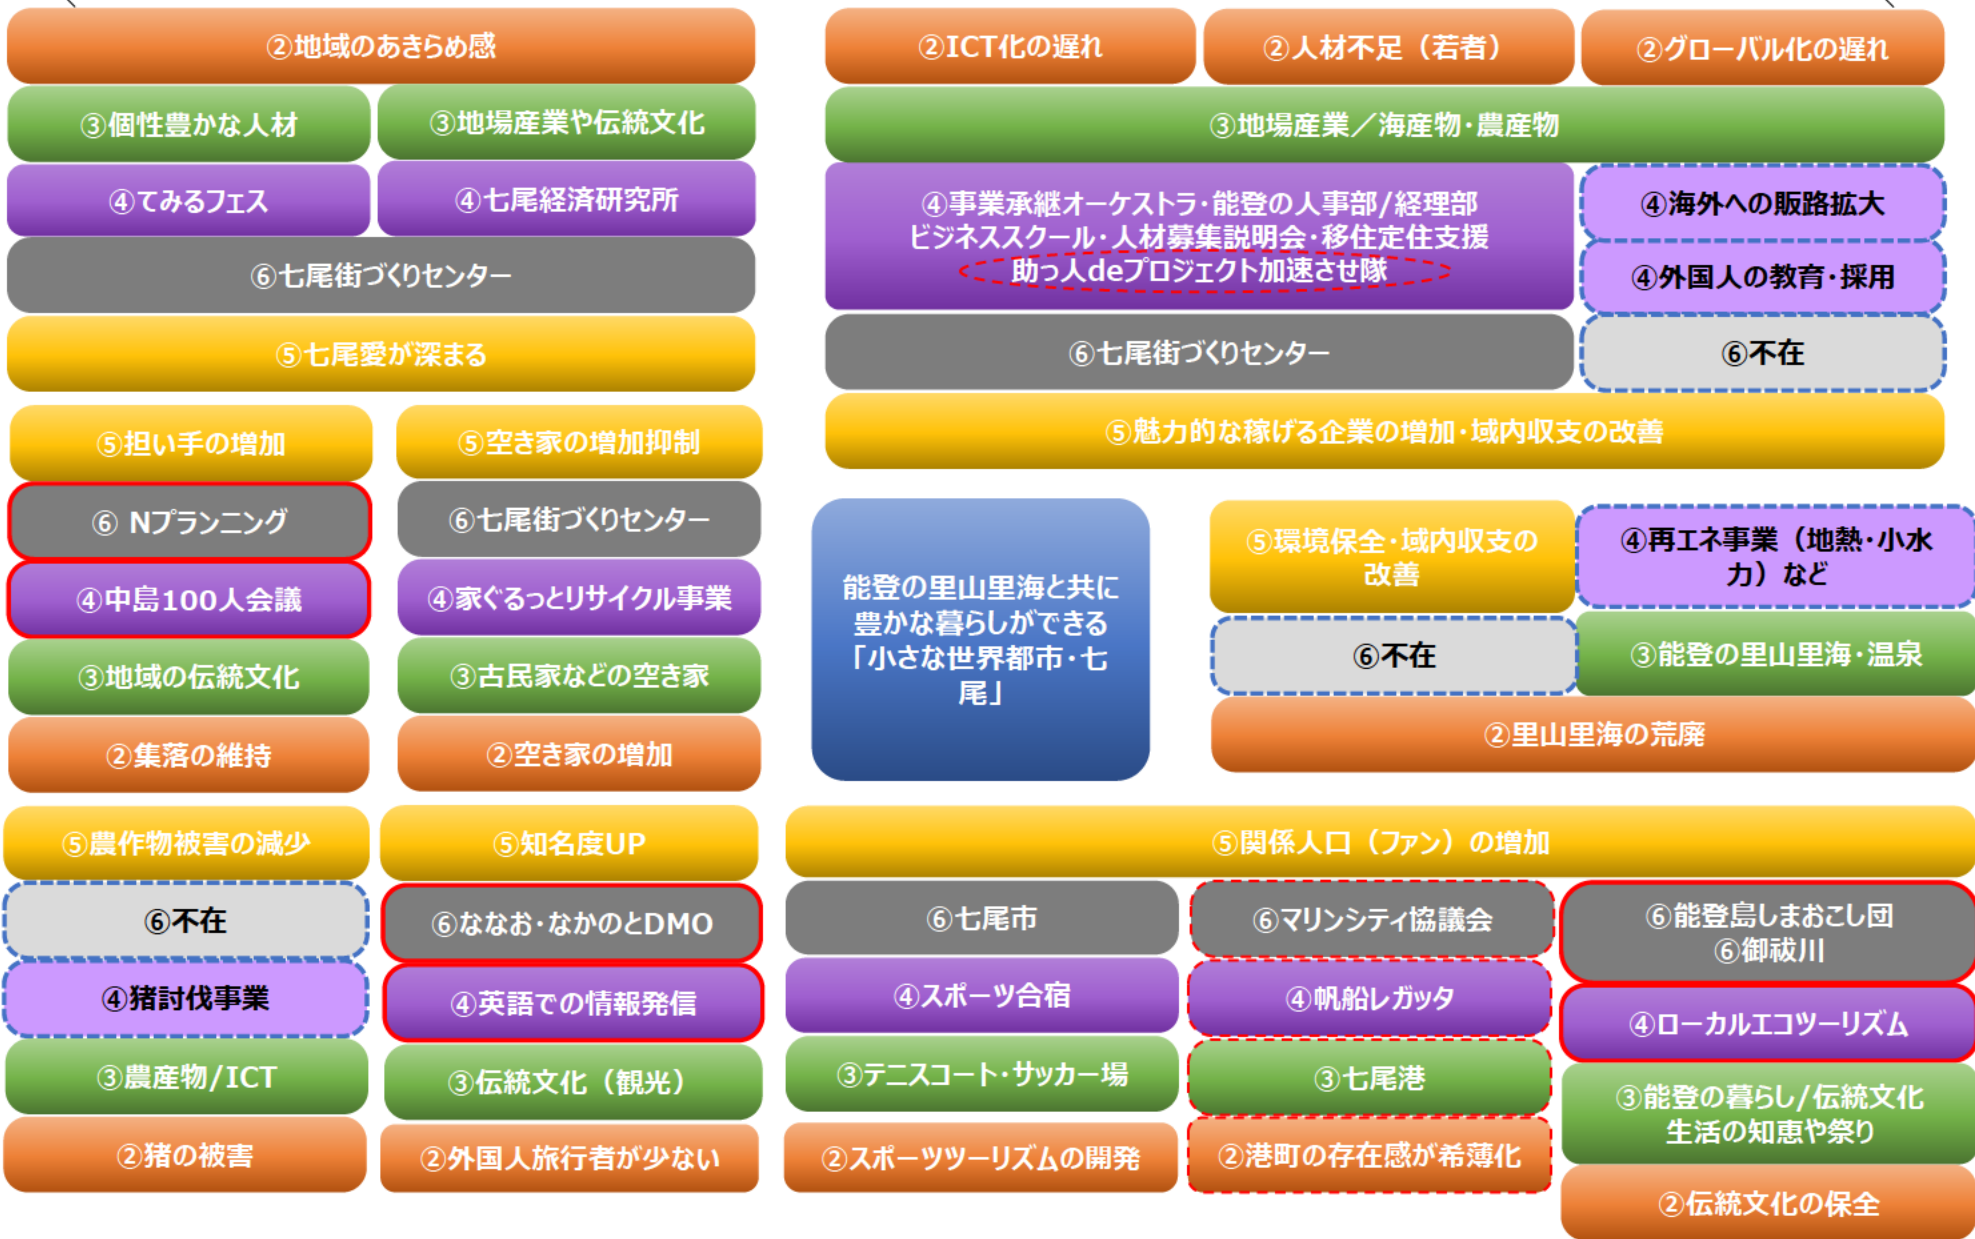 ②地域のあきらめ感
③個性豊かな人材
③地場産業や伝統文化
④てみるフェス
④七尾経済研究所
⑥七尾街づくりセンター
⑤七尾愛が深まる
②ICT化の遅れ
②人材不足（若者）
②グローバル化の遅れ
③地場産業／海産物・農産物
④事業承継オーケストラ・能登の人事部/経理部
ビジネススクール・人材募集説明会・移住定住支援
助っ人deプロジェクト加速させ隊
④海外への販路拡大
④外国人の教育・採用
⑥七尾街づくりセンター
⑥不在
⑤魅力的な稼げる企業の増加・域内収支の改善
⑤担い手の増加
⑥ Nプランニング
④中島100人会議
③地域の伝統文化
②集落の維持
⑤空き家の増加抑制
⑥七尾街づくりセンター
④家ぐるっとリサイクル事業
③古民家などの空き家
②空き家の増加
能登の里山里海と共に
豊かな暮らしができる
「小さな世界都市・七
尾」
⑤環境保全・域内収支の
改善
④再エネ事業（地熱・小水
力）など
⑥不在
③能登の里山里海・温泉
②里山里海の荒廃
⑤農作物被害の減少
⑥不在
④猪討伐事業
③農産物/ICT
②猪の被害
⑤知名度UP
⑥ななお・なかのとDMO
④英語での情報発信
③伝統文化（観光）
②外国人旅行者が少ない
⑤関係人口（ファン）の増加
⑥七尾市
④スポーツ合宿
③テニスコート・サッカー場
②スポーツツーリズムの開発
⑥マリンシティ協議会
④帆船レガッタ
③七尾港
②港町の存在感が希薄化
⑥能登島しまおこし団
⑥御祓川
④ローカルエコツーリズム
③能登の暮らし/伝統文化
生活の知恵や祭り
②伝統文化の保全